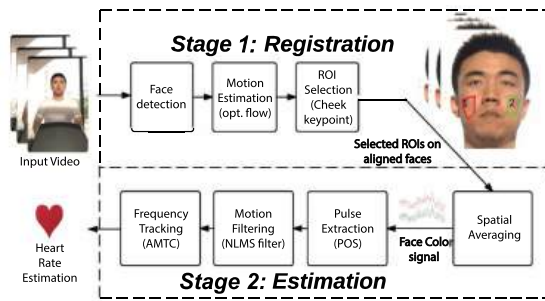 Stage 1: Registration
Input Video
Face
detection
Motion
Estimation
(opt. flow)
ROI
Selection
(Cheek
keypoint)
1
2
Selected ROIs on
aligned faces
Spatial
Averaging
Face Color
signal
Pulse
Extraction
(POS)
Motion
Filtering
(NLMS filter)
Frequency
Tracking
(AMTC)
Heart
Rate
Estimation
Stage 2: Estimation